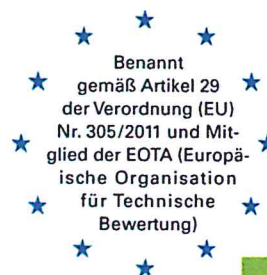 Benannt
gemäß Artikel 29
der Verordnung (EU)
Nr. 305/2011 und Mit-
glied der EOTA (Europä-
ische Organisation
für Technische
Bewertung)